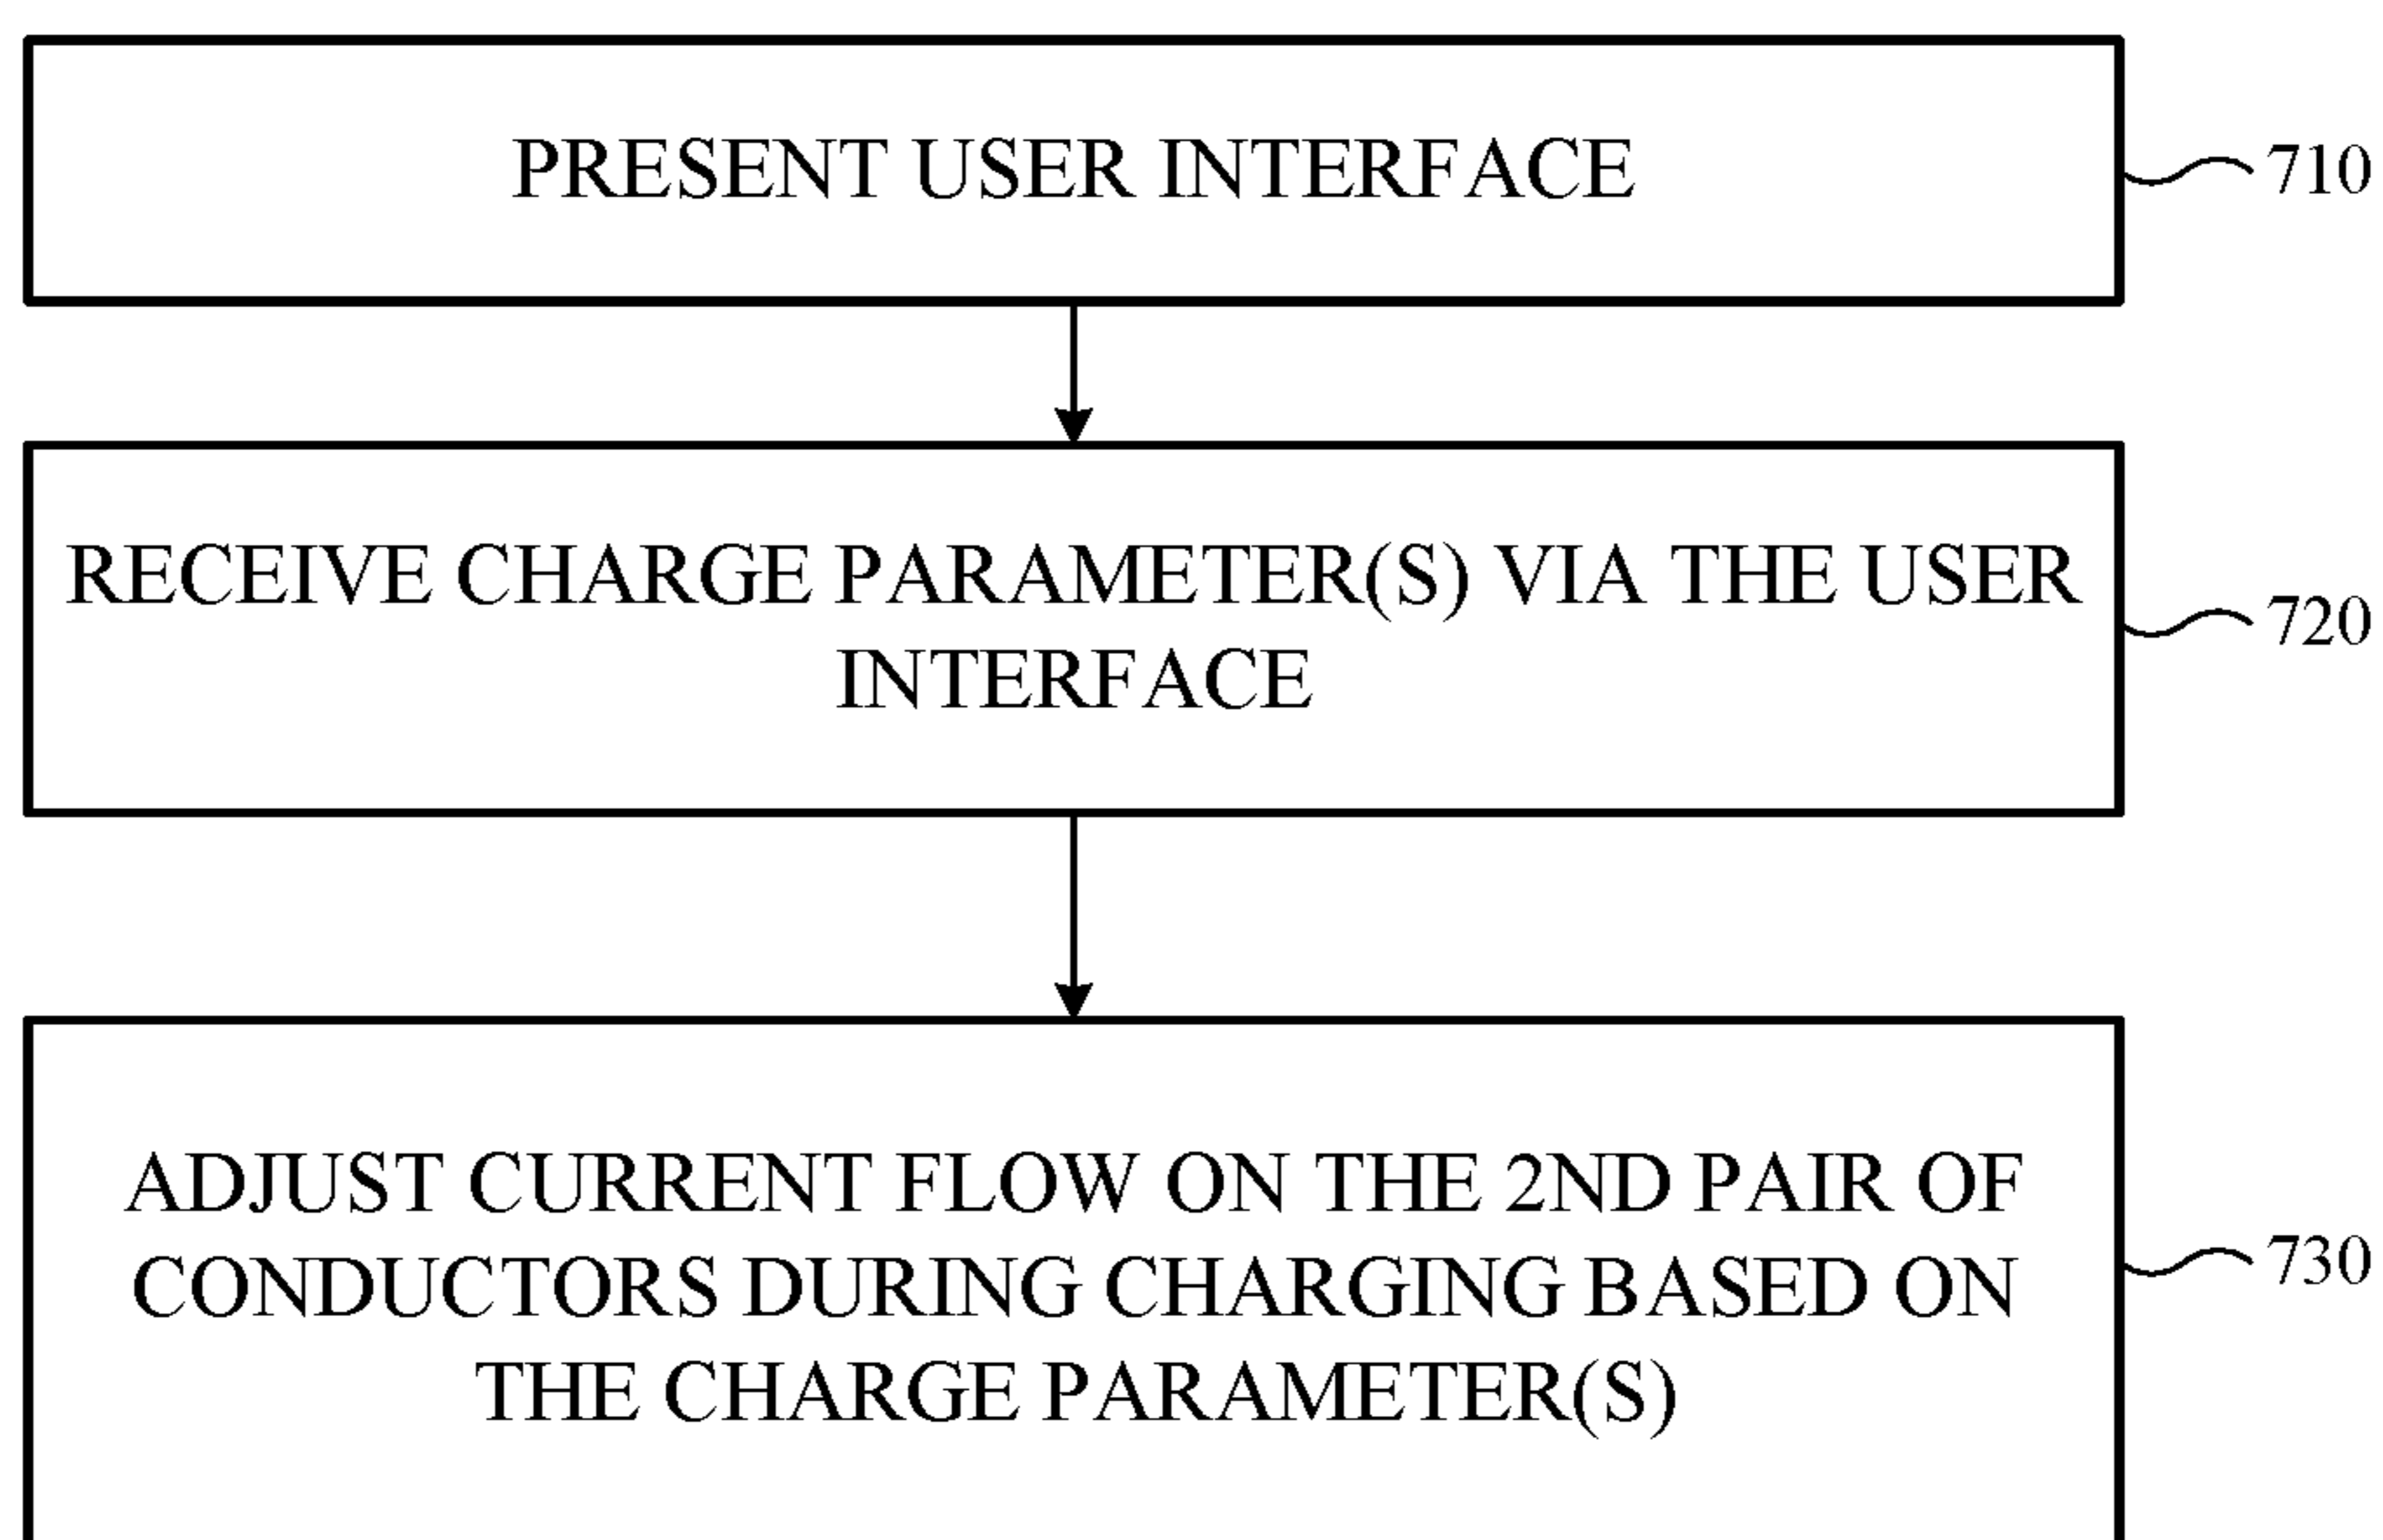 PRESENT USER INTERFACE
710
RECEIVE CHARGE PARAMETER(S) VIA THE USER
INTERFACE
720
ADJUST CURRENT FLOW ON THE 2ND PAIR OF
CONDUCTORS DURING CHARGING BASED ON
THE CHARGE PARAMETER(S)
730